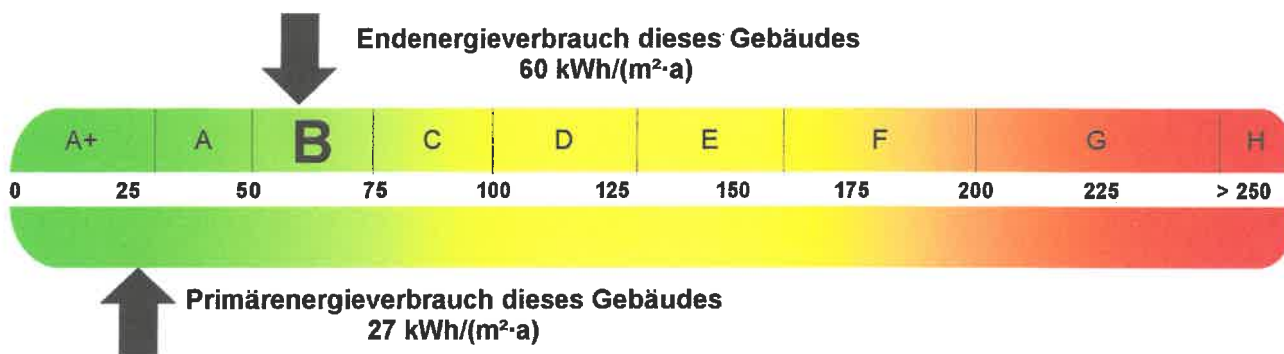 Endenergieverbrauch dieses Gebäudes
60 kWh/(m²·a)
A+ A B C D E F G H
0 25 50 75 100 125 150 175 200 225 > 250
Primärenergieverbrauch dieses Gebäudes
27 kWh/(m²·a)